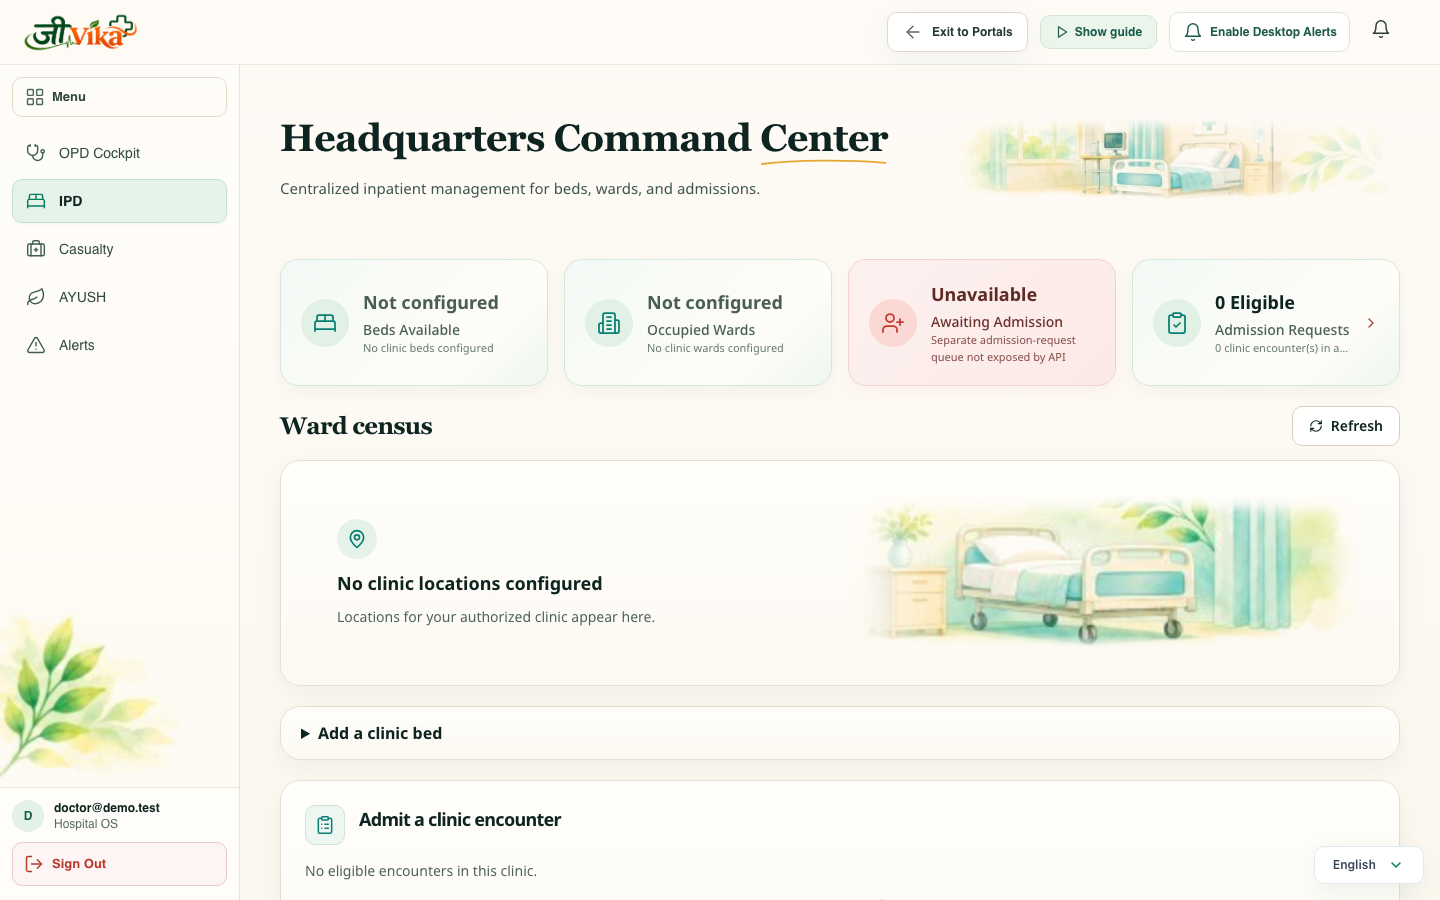 जीVika
Exit to Portals
Show guide
Enable Desktop Alerts
Menu
OPD Cockpit
IPD
Casualty
AYUSH
Alerts
doctor@demo.test
D
Hospital OS
Sign Out
Headquarters Command Center
Centralized inpatient management for beds, wards, and admissions.
Not configured
Beds Available
No clinic beds configured
Not configured
Occupied Wards
No clinic wards configured
Unavailable
Awaiting Admission
Separate admission-request
queue not exposed by API
0 Eligible
Admission Requests
0 clinic encounter(s) in a...
Ward census
Refresh
No clinic locations configured
Locations for your authorized clinic appear here.
Add a clinic bed
Admit a clinic encounter
No eligible encounters in this clinic.
English